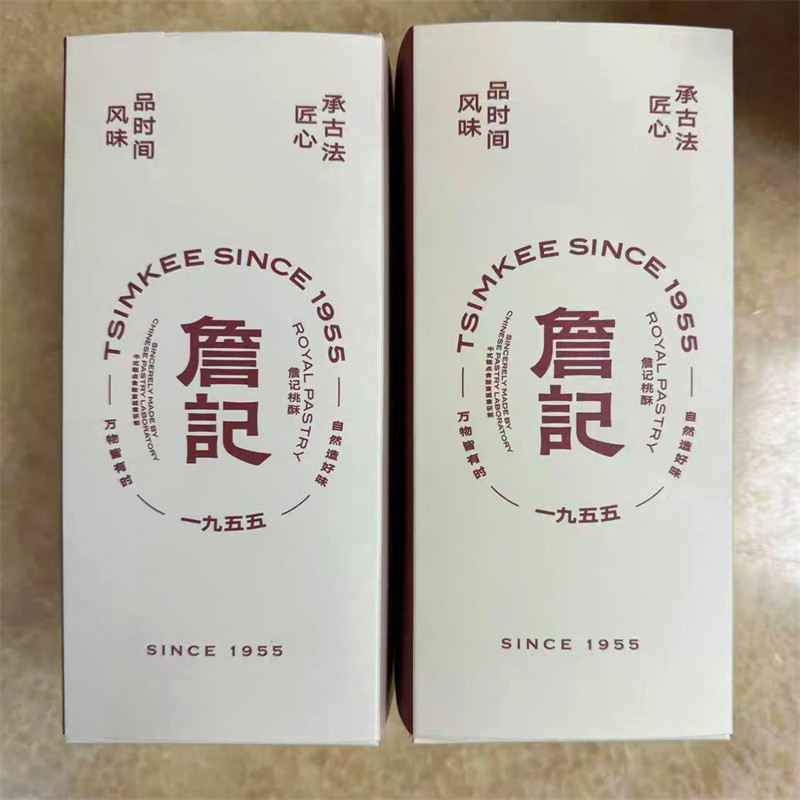 承古法
匠心
品时间
风味
TSIMKEE SINCE 1955
詹記
ROYAL PASTRY
詹记桃酥
SINCERELY MADE BY
CHINESE PASTRY LABORATORY
万物皆有时
自然造好味
一九五五
SINCE 1955
承古法
匠心
品时间
风味
TSIMKEE SINCE 1955
詹記
ROYAL PASTRY
詹记桃酥
SINCERELY MADE BY
CHINESE PASTRY LABORATORY
万物皆有时
自然造好味
一九五五
SINCE 1955